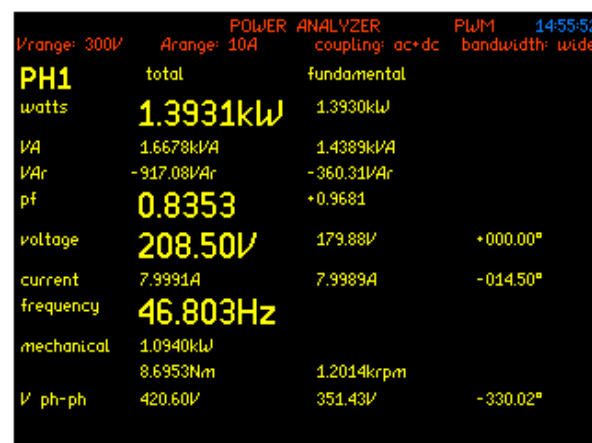 POWER ANALYZER PWM 14:55:52
Vrange: 300V Arange: 10A coupling: ac+dc bandwidth: wide
PH1 total fundamental
watts 1.3931kW 1.3930kW
VA 1.6678kVA 1.4389kVA
VAr -917.08VAr -360.31VAr
pf 0.8353 +0.9681
voltage 208.50V 179.88V +000.00°
current 7.9991A 7.9989A -014.50°
frequency 46.803Hz
mechanical 1.0940kW
8.6953Nm 1.2014krpm
V ph-ph 420.60V 351.43V -330.02°